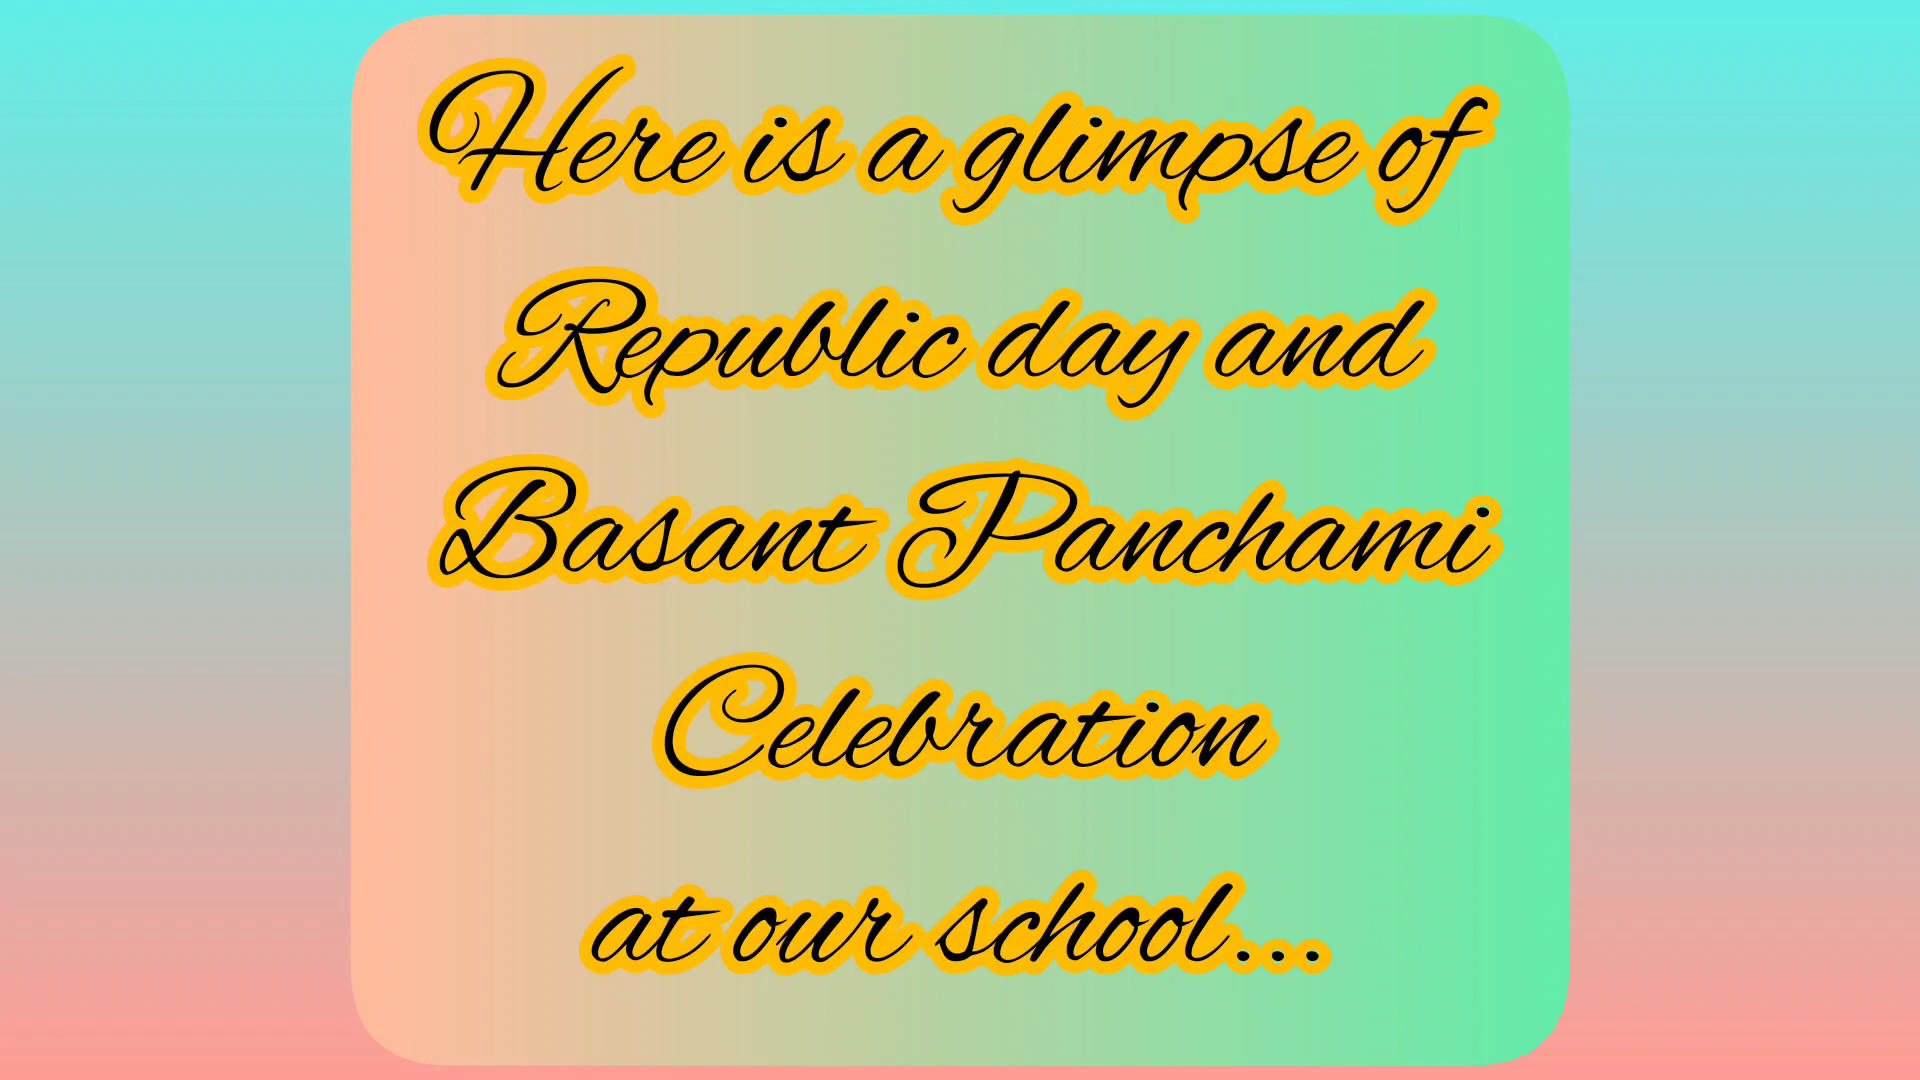 Here is a glimpse of
Republic day and
Basant Panchami
Celebration
at our school...